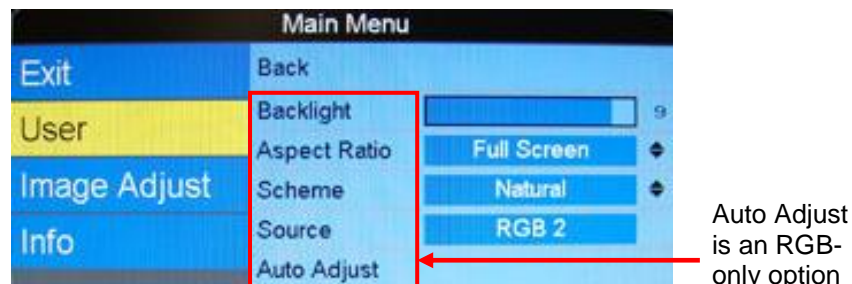 Main Menu
Exit
User
Image Adjust
Info
Back
Backlight 9
Aspect Ratio Full Screen
Scheme Natural
Source RGB 2
Auto Adjust
Auto Adjust
is an RGB-
only option